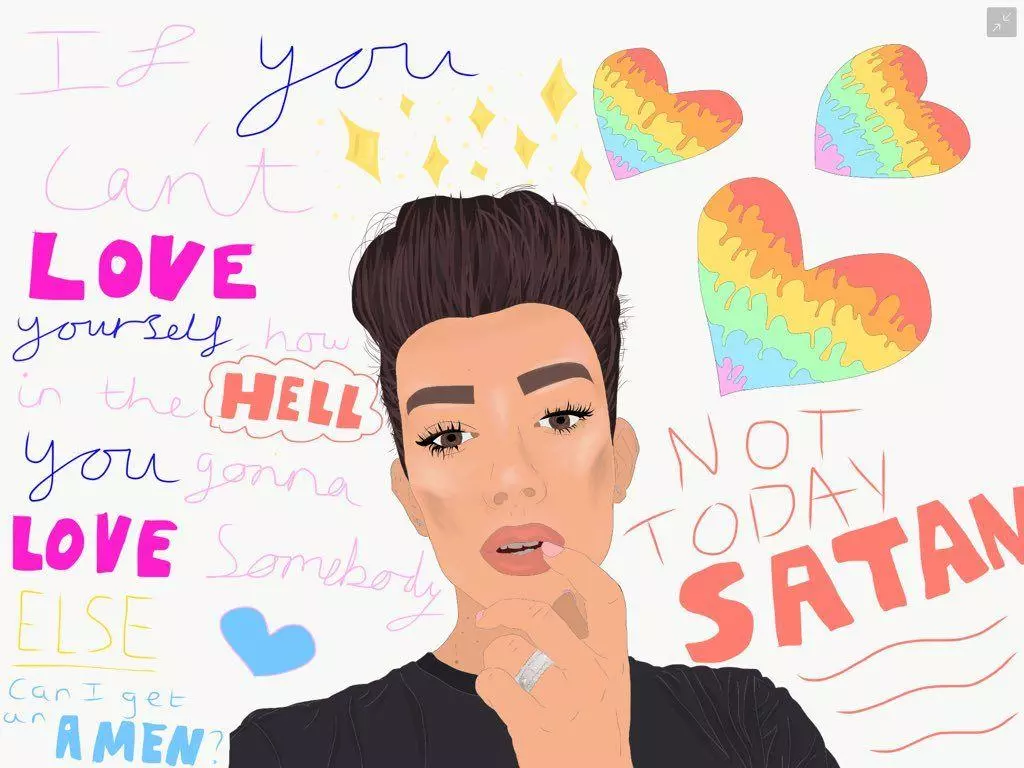 If you
Can't
LOVE
yourself, how
in the HELL
you gonna
LOVE Somebody
ELSE
Can I get
an AMEN?
NOT
TODAY
SATAN